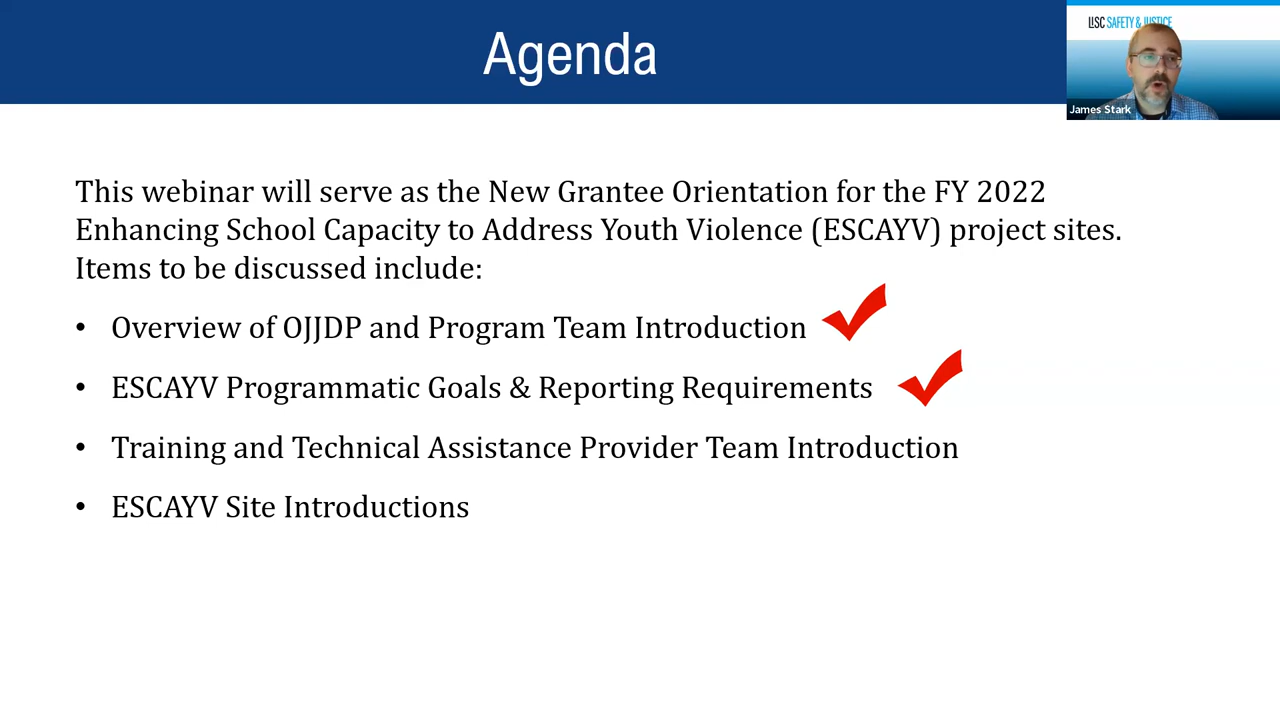 Agenda
LISC SAFETY & JUSTICE
James Stark
This webinar will serve as the New Grantee Orientation for the FY 2022
Enhancing School Capacity to Address Youth Violence (ESCAYV) project sites.
Items to be discussed include:
• Overview of OJJDP and Program Team Introduction
• ESCAYV Programmatic Goals & Reporting Requirements
• Training and Technical Assistance Provider Team Introduction
• ESCAYV Site Introductions